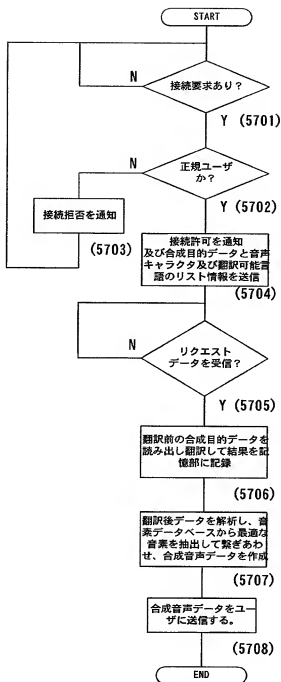 START
N
接続要求あり？
Y (5701)
N
正規ユーザ
か？
Y (5702)
接続拒否を通知
(5703)
接続許可を通知
及び合成目的データと音声
キャラクタ及び翻訳可能言
語のリスト情報を送信
(5704)
N
リクエスト
データを受信？
Y (5705)
翻訳前の合成目的データを
読み出し翻訳して結果を記
憶部に記録
(5706)
翻訳後データを解析し、音
素データベースから最適な
音素を抽出して繋ぎあわ
せ、合成音声データを作成
(5707)
合成音声データをユー
ザに送信する。
(5708)
END